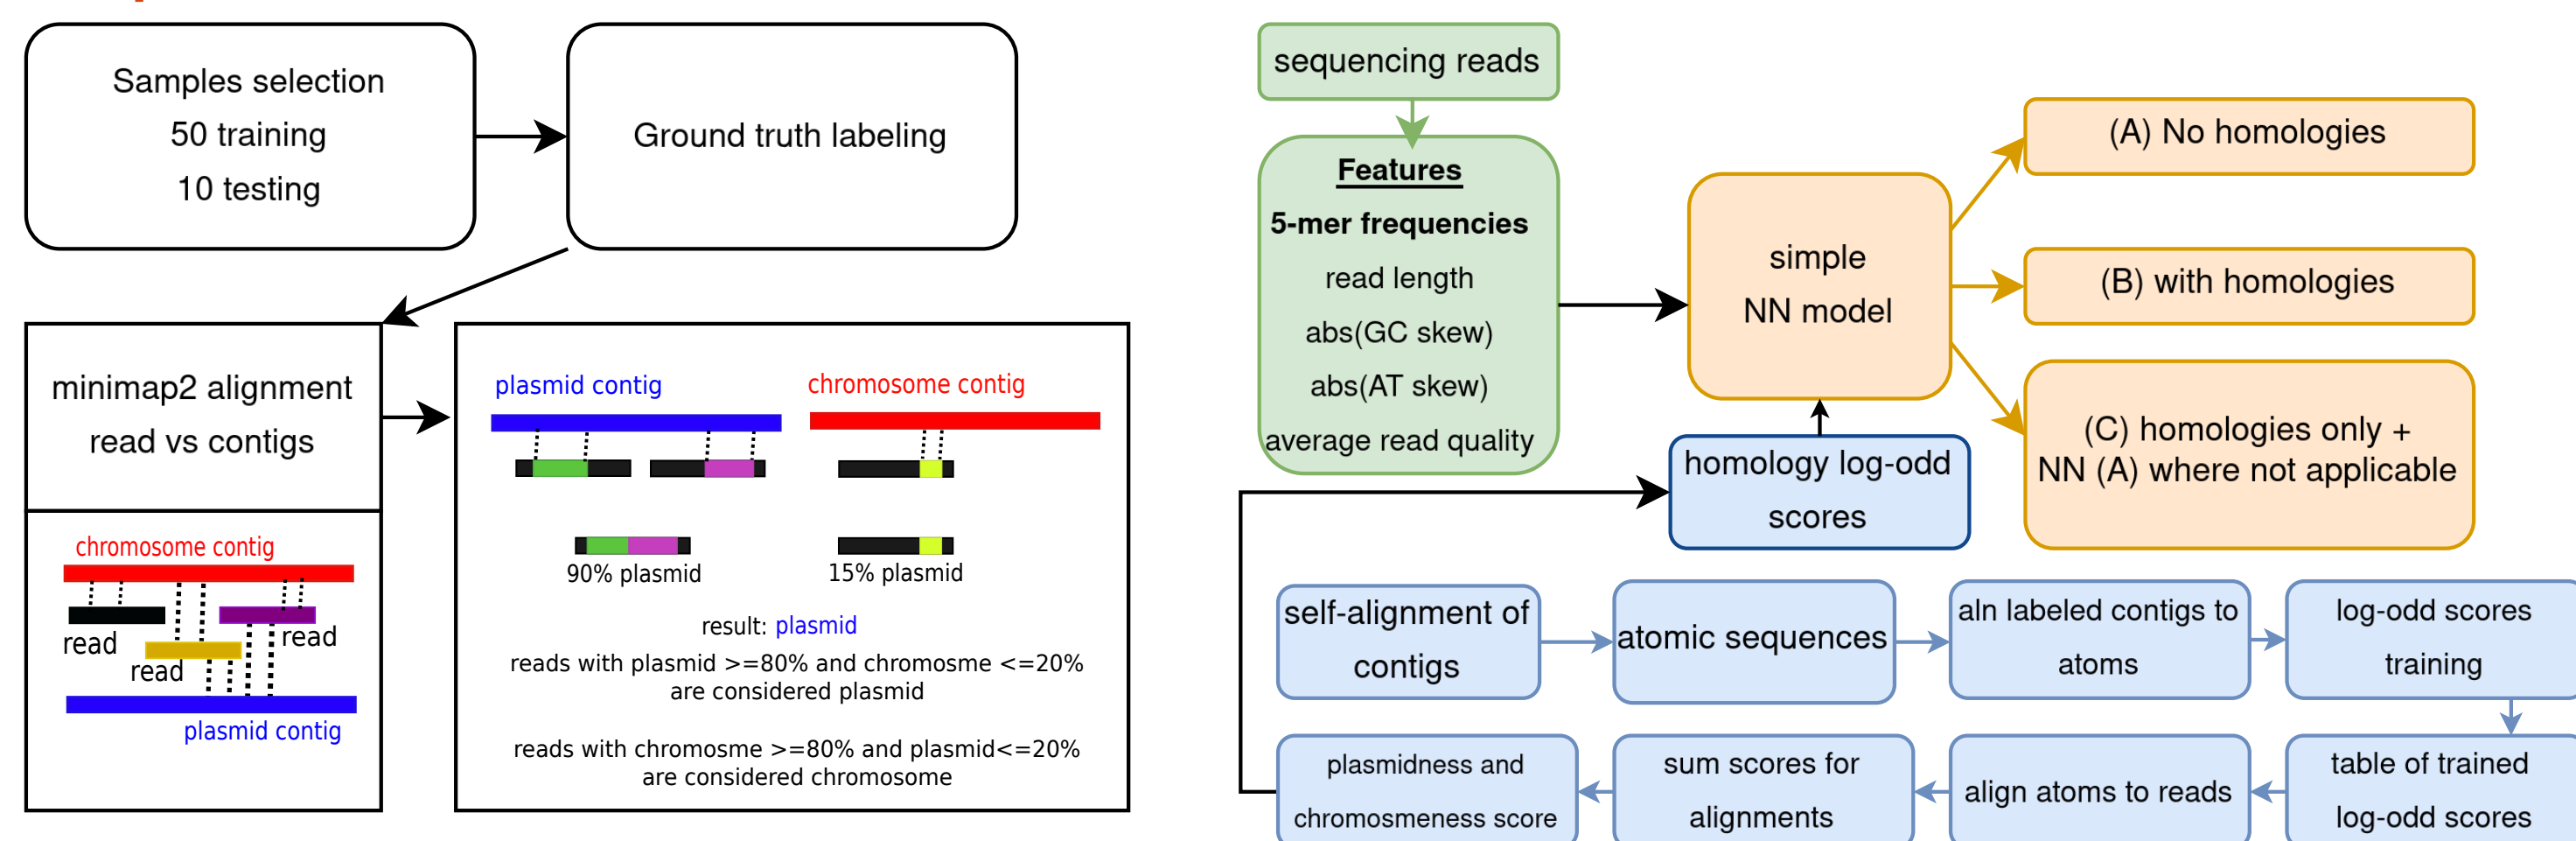 Samples selection
50 training
10 testing
Ground truth labeling
minimap2 alignment
read vs contigs
chromosome contig
read
read
read
plasmid contig
plasmid contig
chromosome contig
90% plasmid
15% plasmid
result: plasmid
reads with plasmid >=80% and chromosme <=20%
are considered plasmid
reads with chromosme >=80% and plasmid<=20%
are considered chromosome
sequencing reads
Features
5-mer frequencies
read length
abs(GC skew)
abs(AT skew)
average read quality
simple
NN model
(A) No homologies
(B) with homologies
(C) homologies only +
NN (A) where not applicable
homology log-odd
scores
self-alignment of
contigs
atomic sequences
aln labeled contigs to
atoms
log-odd scores
training
table of trained
log-odd scores
align atoms to reads
sum scores for
alignments
plasmidness and
chromosmeness score